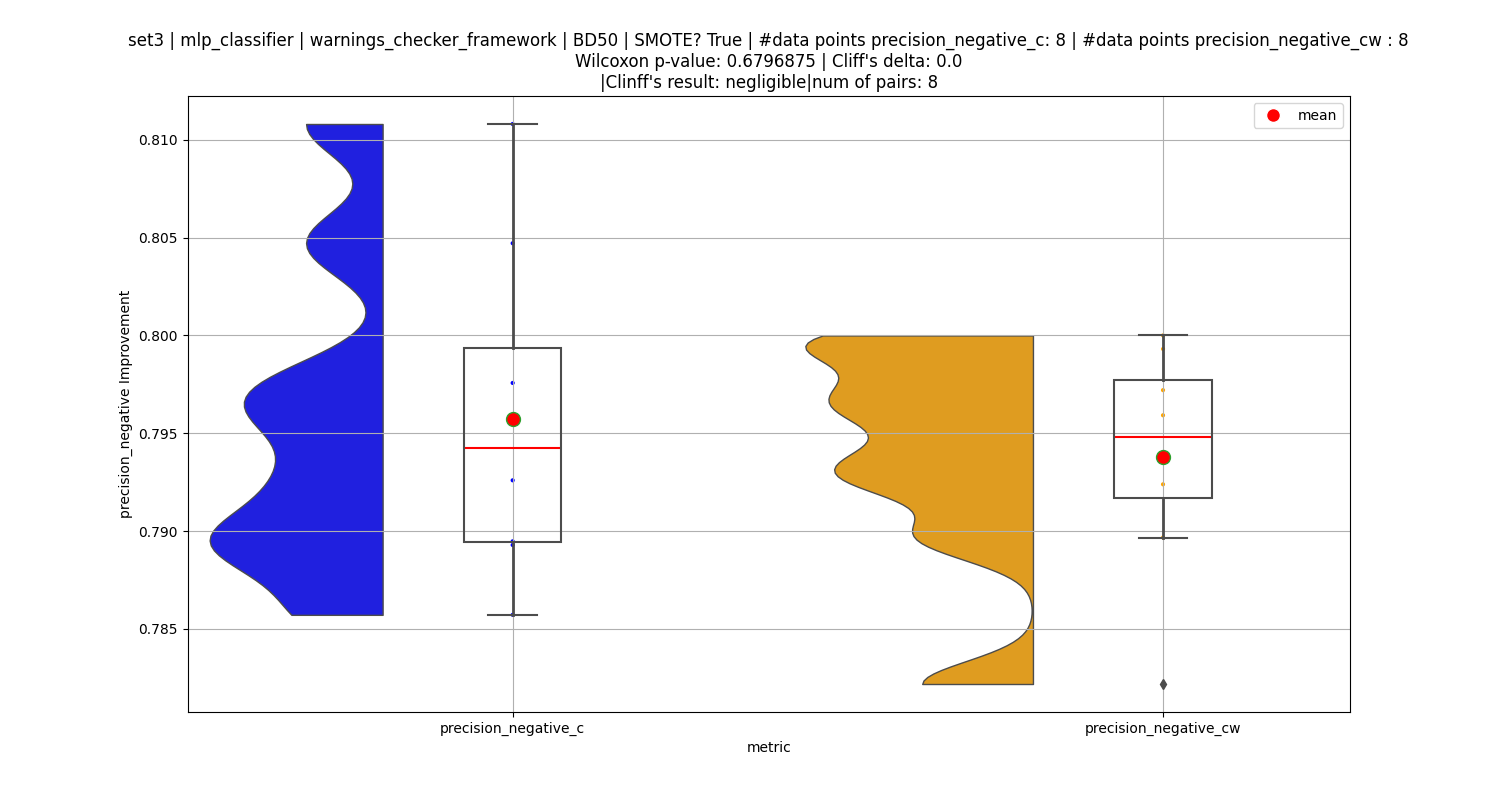 set3 | mlp_classifier | warnings_checker_framework | BD50 | SMOTE? True | #data points precision_negative_c: 8 | #data points precision_negative_cw : 8
Wilcoxon p-value: 0.6796875 | Cliff's delta: 0.0
|Clinff's result: negligible|num of pairs: 8
mean
0.810
0.805
0.800
0.795
0.790
0.785
precision_negative Improvement
precision_negative_c
precision_negative_cw
metric